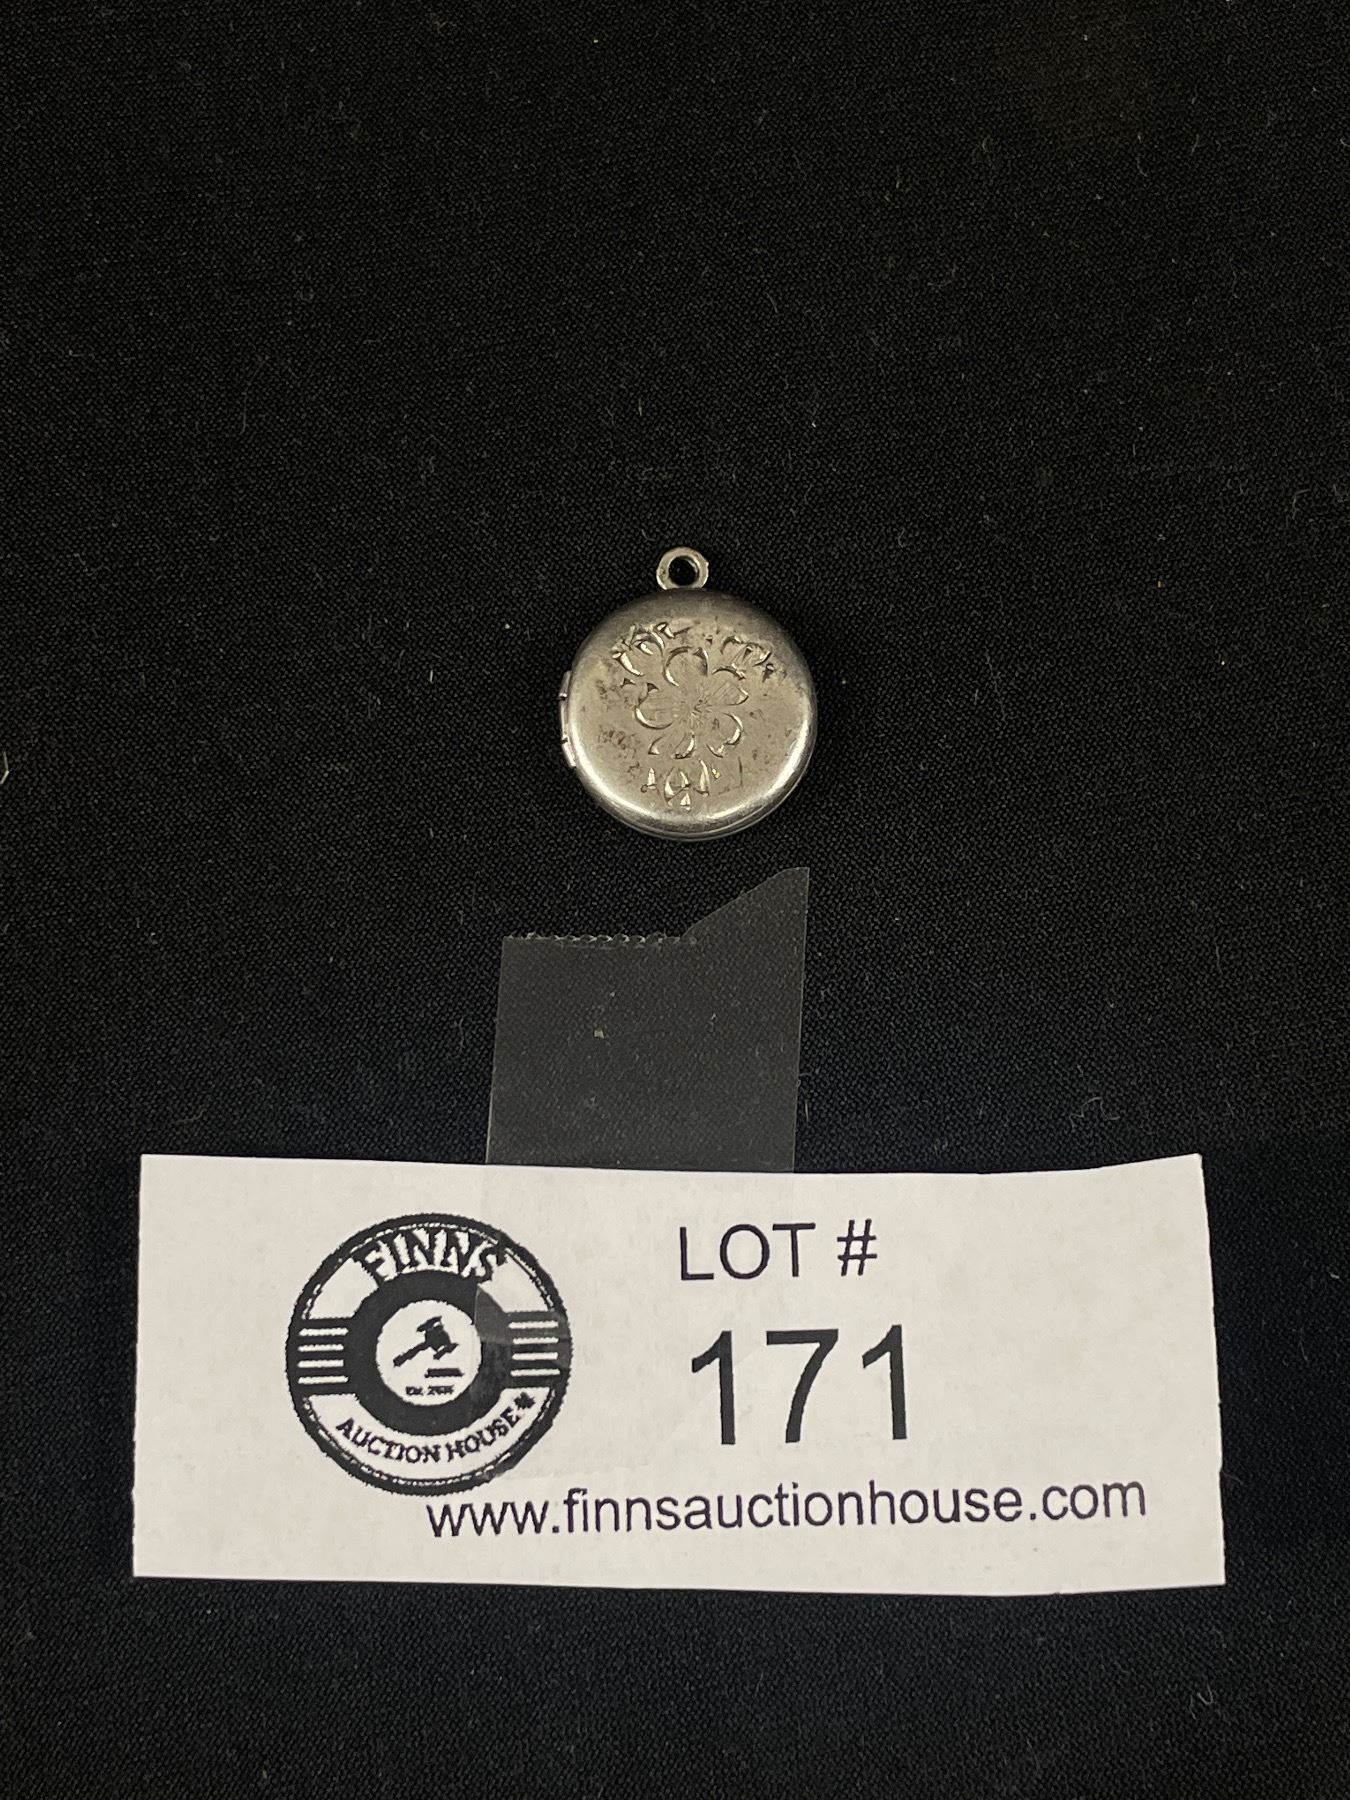 FINNS
AUCTION HOUSE
LOT #
171
www.finnsauctionhouse.com